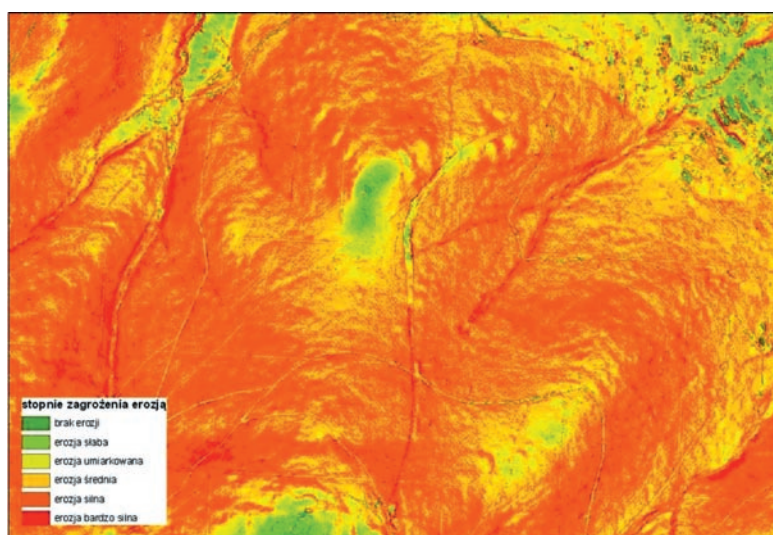 stopnie zagrożenia erozją
brak erozji
erozja słaba
erozja umiarkowana
erozja średnia
erozja silna
erozja bardzo silna